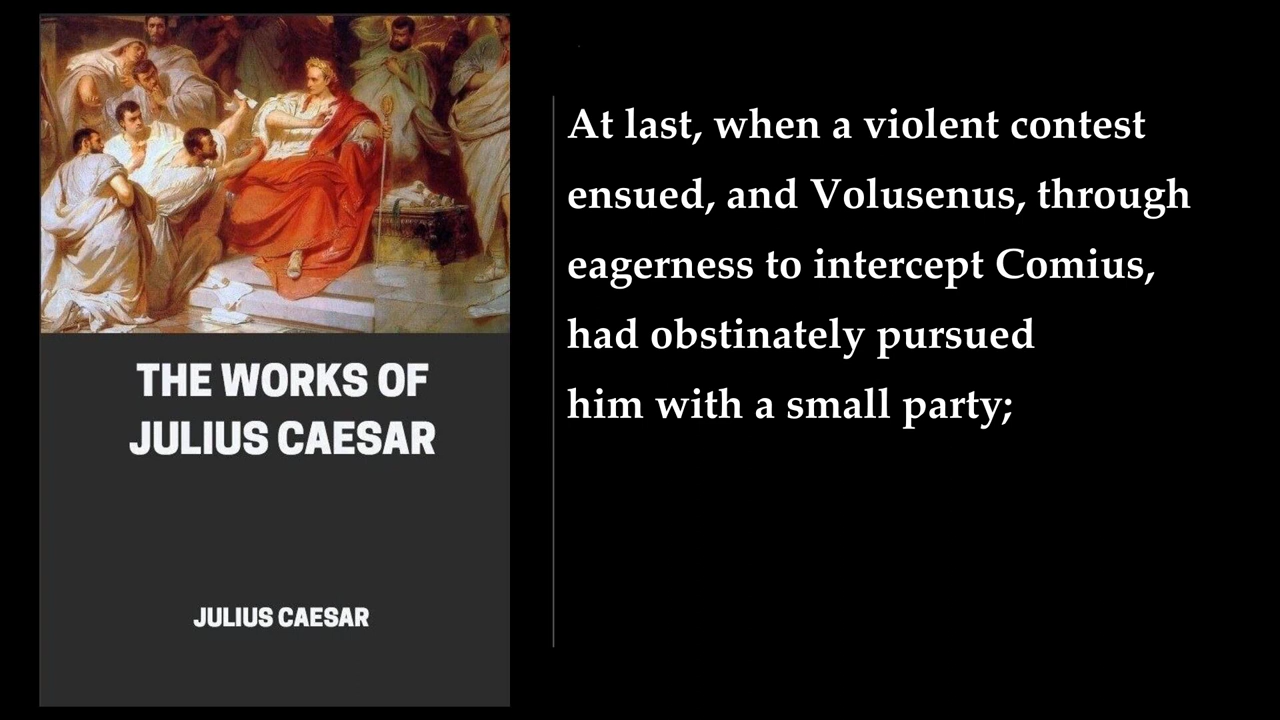 THE WORKS OF
JULIUS CAESAR
JULIUS CAESAR
At last, when a violent contest
ensued, and Volusenus, through
eagerness to intercept Comius,
had obstinately pursued
him with a small party;